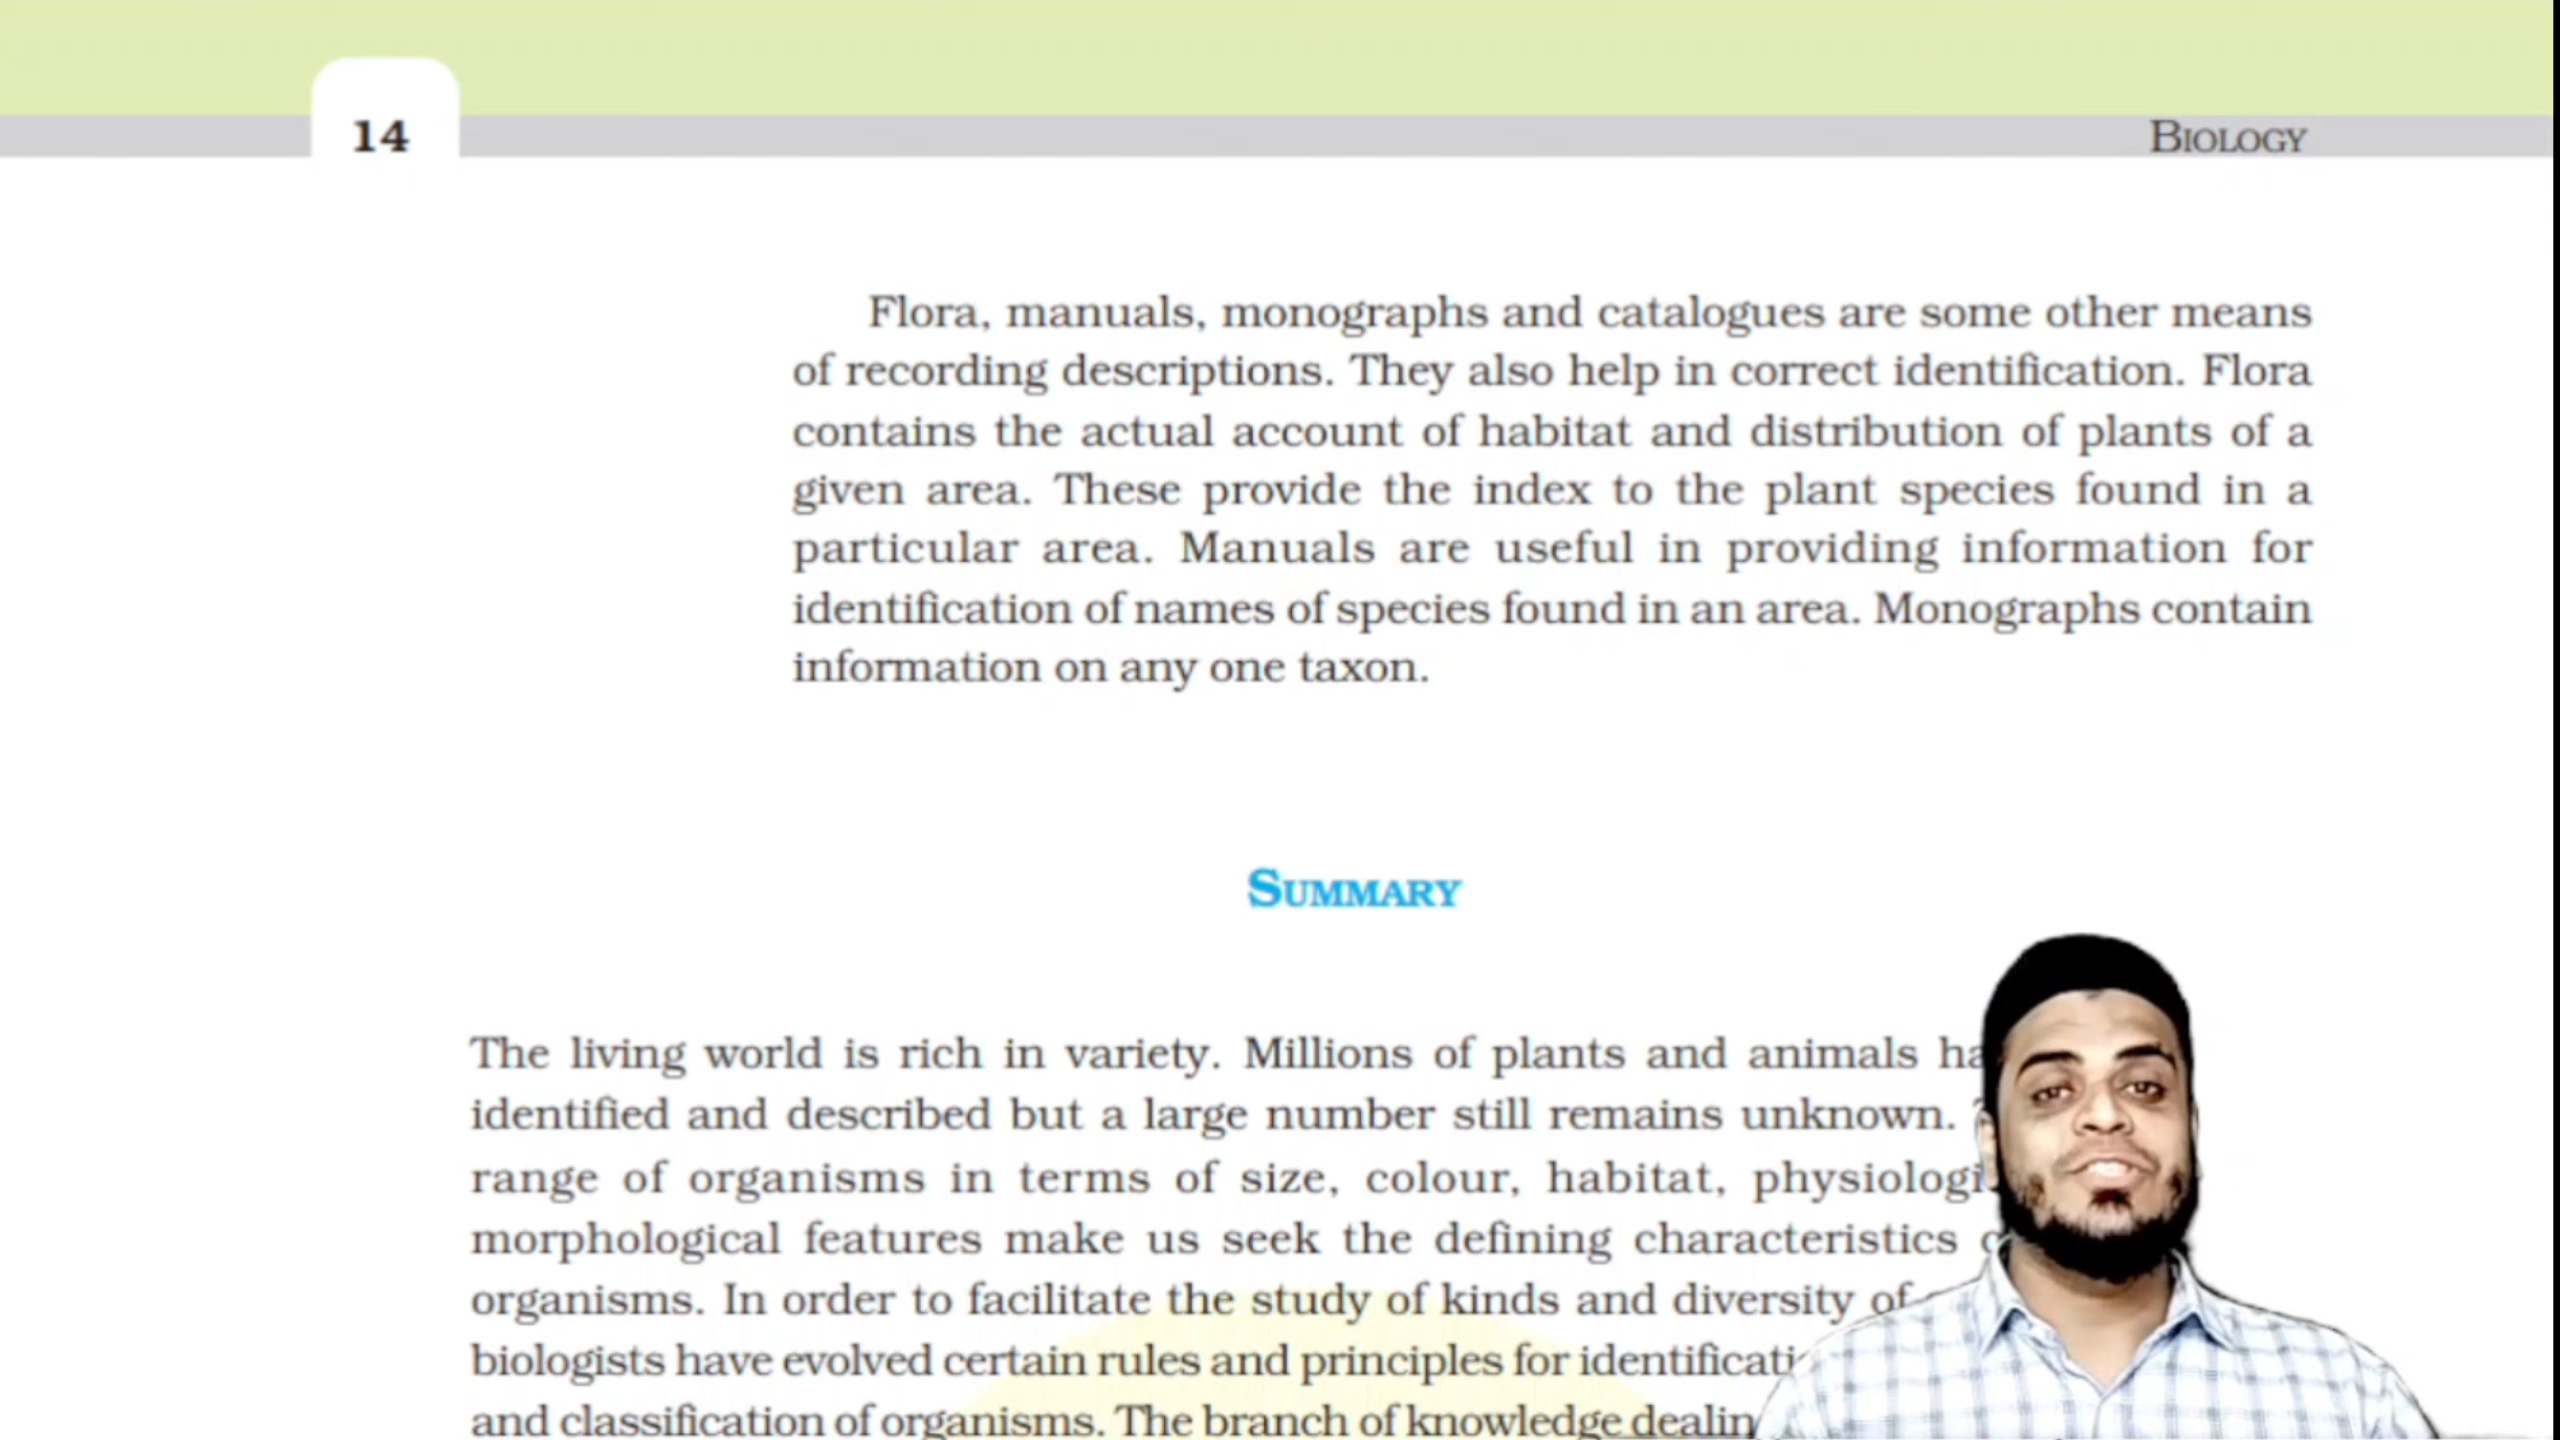 14
BIOLOGY
Flora, manuals, monographs and catalogues are some other means
of recording descriptions. They also help in correct identification. Flora
contains the actual account of habitat and distribution of plants of a
given area. These provide the index to the plant species found in a
particular area. Manuals are useful in providing information for
identification of names of species found in an area. Monographs contain
information on any one taxon.
SUMMARY
The living world is rich in variety. Millions of plants and animals
identified and described but a large number still remains unknown.
range of organisms in terms of size, colour, habitat,
morphological features make us seek the defining characteristics
organisms. In order to facilitate the study of kinds and diversity of
biologists have evolved certain rules and principles for
and classification of organisms. The branch of knowledge